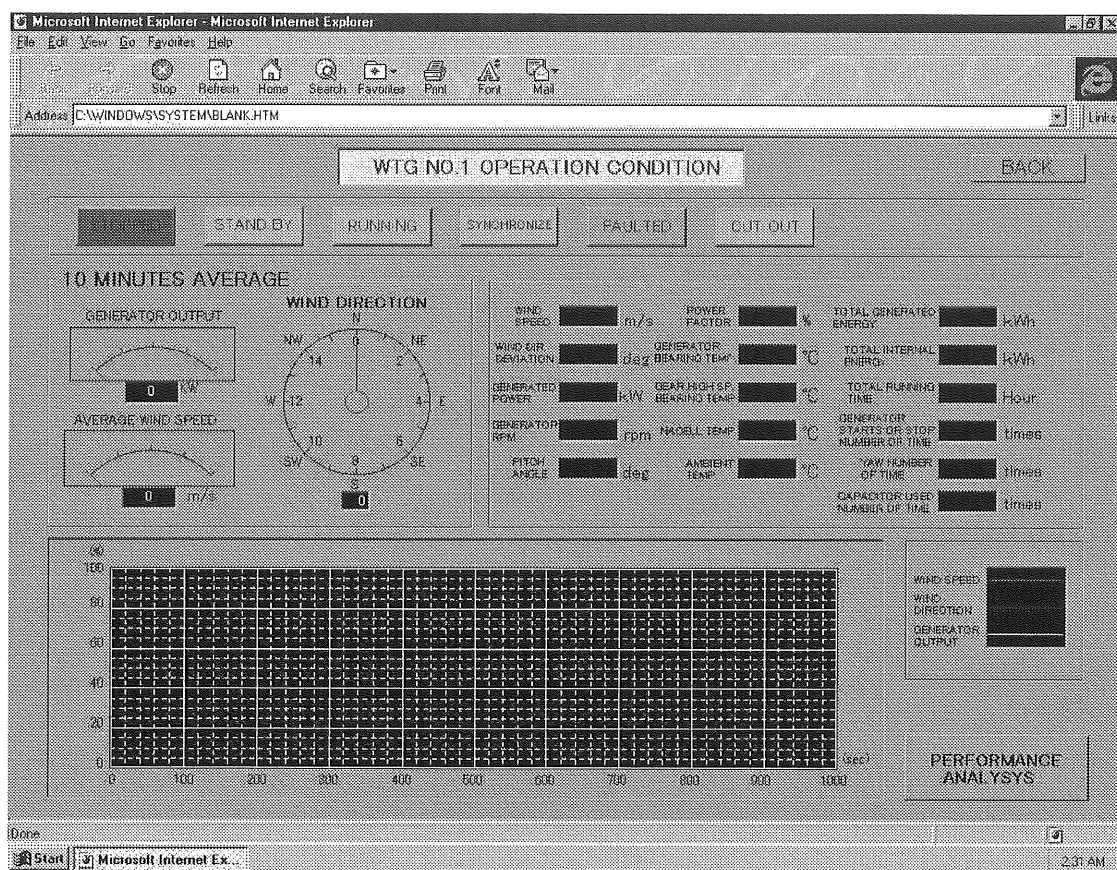 Microsoft Internet Explorer - Microsoft Internet Explorer
File Edit View Go Favorites Help
Stop Refresh Home Search Favorites Print Font Mail
Address C:\WINDOWS\SYSTEM\BLANK.HTM Links
WTG NO.1 OPERATION CONDITION
BACK
STAND BY RUNNING SYNCHRONIZE FAULTED CUT OUT
10 MINUTES AVERAGE
GENERATOR OUTPUT
0 kW
AVERAGE WIND SPEED
0 m/s
WIND DIRECTION
N
NW 0 NE
14 2
W 12 4 E
10 6
SW 8 SE
S
0
WIND SPEED m/s
WIND DIR. DEVIATION deg
GENERATED POWER kW
GENERATOR RPM rpm
PITCH ANGLE deg
POWER FACTOR %
GENERATOR BEARING TEMP °C
GEAR HIGH SP. BEARING TEMP °C
NACELL TEMP °C
AMBIENT TEMP °C
TOTAL GENERATED ENERGY kWh
TOTAL INTERNAL ENERGY kWh
TOTAL RUNNING TIME Hour
GENERATOR STARTS OR STOP NUMBER OF TIME times
YAW NUMBER OF TIME times
CAPACITOR USED NUMBER OF TIME times
(%)
100
80
60
40
20
0
0 100 200 300 400 500 600 700 800 900 1000 (sec)
WIND SPEED
WIND DIRECTION
GENERATOR OUTPUT
PERFORMANCE
ANALYSYS
Done
Start Microsoft Internet Ex... 2:31 AM